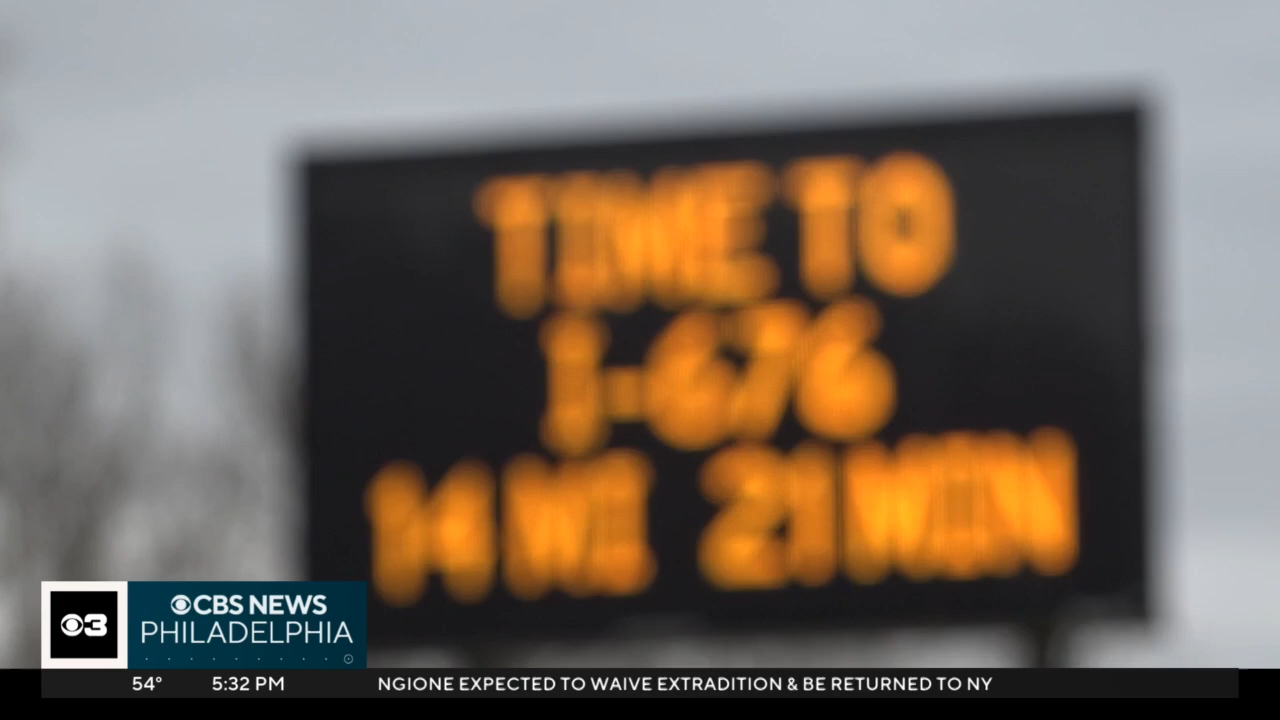 TIME TO
I-676
14 MI 21 MIN
CBS NEWS
PHILADELPHIA
3
54° 5:32 PM NGIONE EXPECTED TO WAIVE EXTRADITION & BE RETURNED TO NY